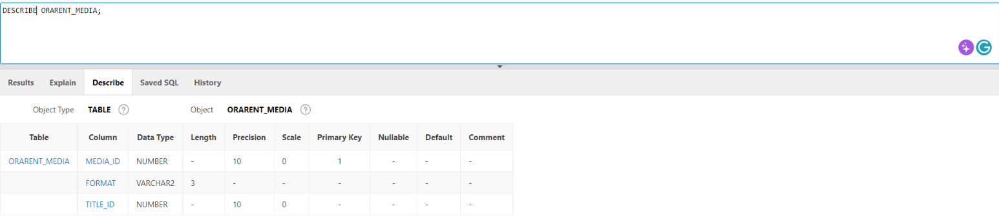 DESCRIBE ORARENT_MEDIA;
G
Results Explain Describe Saved SQL History
Object Type TABLE ? Object ORARENT_MEDIA ?
Table Column Data Type Length Precision Scale Primary Key Nullable Default Comment
ORARENT_MEDIA MEDIA_ID NUMBER - 10 0 1 - - -
FORMAT VARCHAR2 3 - - - - - -
TITLE_ID NUMBER - 10 0 - - - -